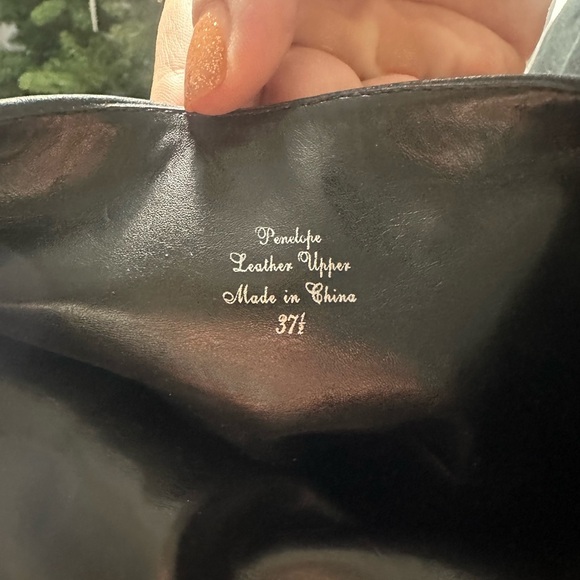 Penelope
Leather Upper
Made in China
37½